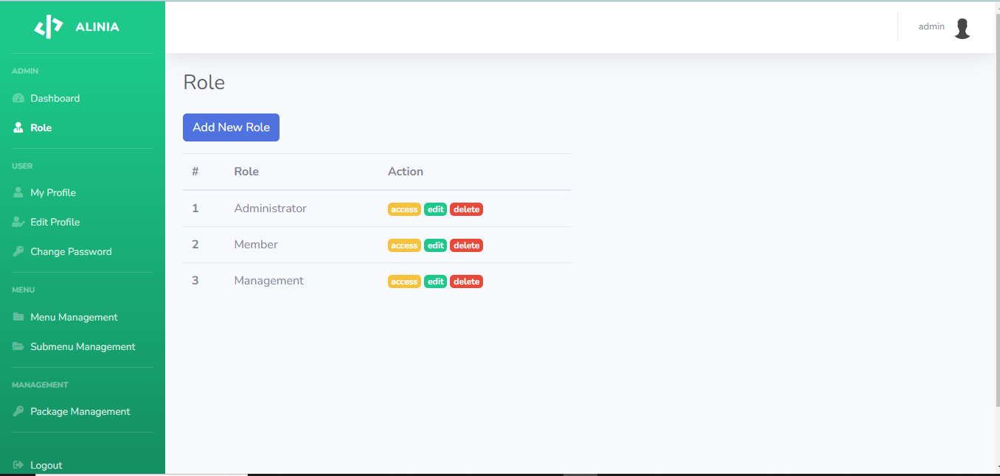 ALINIA
admin
ADMIN
Dashboard
Role
USER
My Profile
Edit Profile
Change Password
MENU
Menu Management
Submenu Management
MANAGEMENT
Package Management
Logout
Role
Add New Role
# Role Action
1 Administrator access edit delete
2 Member access edit delete
3 Management access edit delete